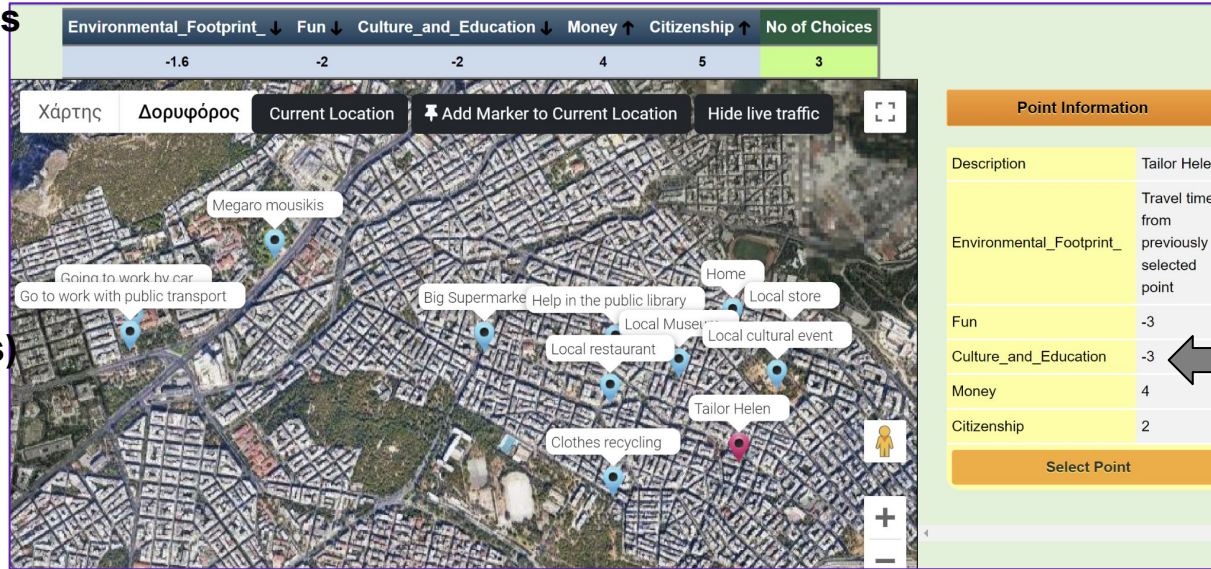 s
Environmental_Footprint_ ↓ Fun ↓ Culture_and_Education ↓ Money ↑ Citizenship ↑ No of Choices
-1.6 -2 -2 4 5 3
Χάρτης Δορυφόρος Current Location Add Marker to Current Location Hide live traffic
Megaro mousikis
Going to work by car
Go to work with public transport
Home
Big Supermarke
Help in the public library
Local store
Local Museum
Local cultural event
s)
Local restaurant
Tailor Helen
Clothes recycling
+
−
Point Information
Description Tailor Hele
Environmental_Footprint_ Travel time
from
previously
selected
point
Fun -3
Culture_and_Education -3
Money 4
Citizenship 2
Select Point